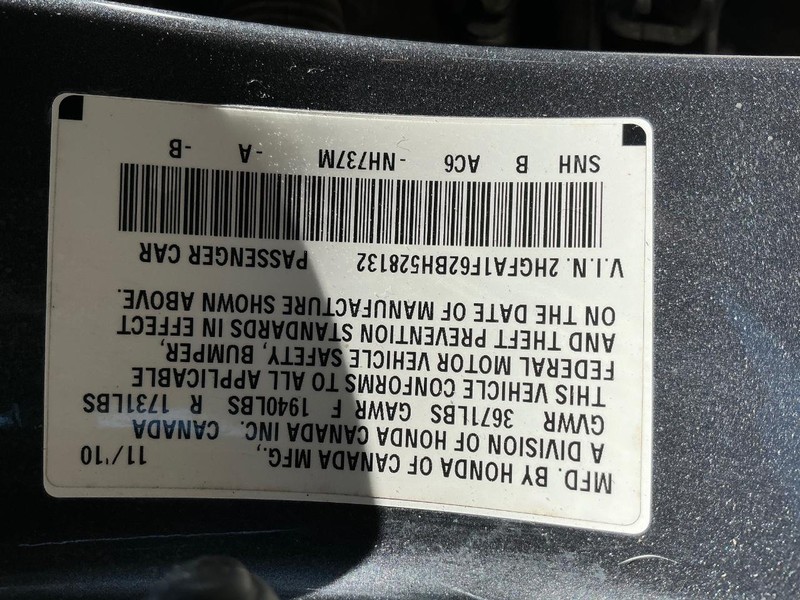 MFD. BY HONDA OF CANADA MFG.,
A DIVISION OF HONDA CANADA INC. CANADA 11/'10
GVWR 3671LBS GAWR F 1940LBS R 1731LBS
THIS VEHICLE CONFORMS TO ALL APPLICABLE
FEDERAL MOTOR VEHICLE SAFETY, BUMPER,
AND THEFT PREVENTION STANDARDS IN EFFECT
ON THE DATE OF MANUFACTURE SHOWN ABOVE.
V.I.N. 2HGFA1F62BH528132 PASSENGER CAR
SNH B AC6 -NH737M -A -B